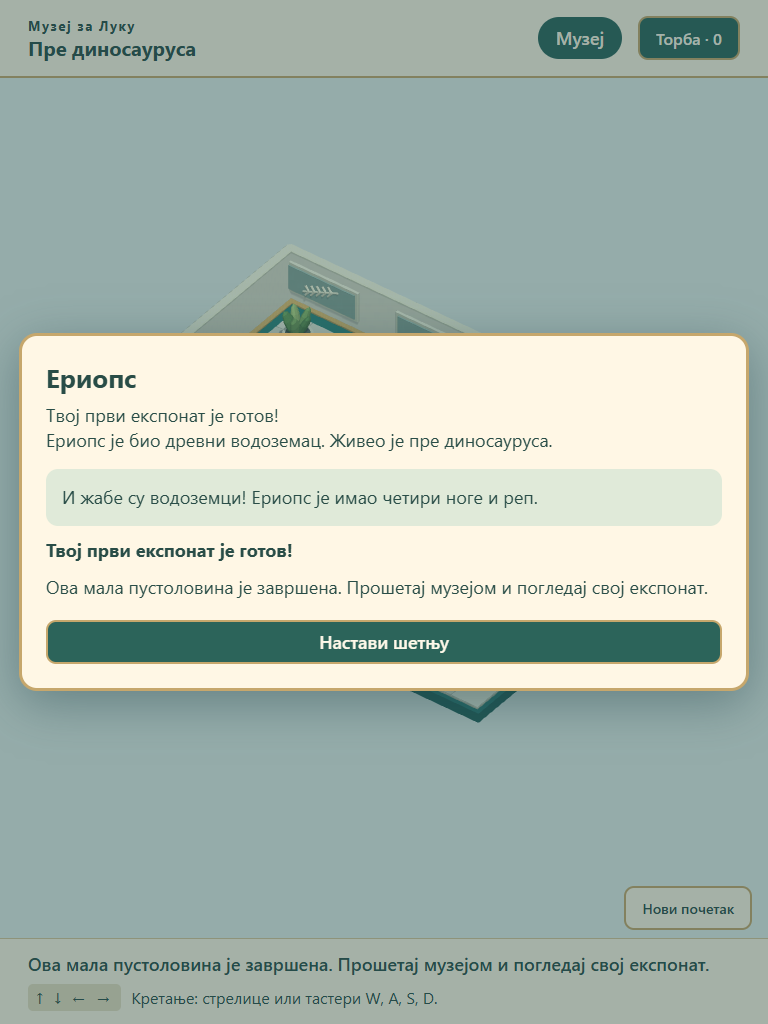 Музеј за Луку
Пре диносауруса
Музеј
Торба · 0
Ериопс
Твој први експонат је готов!
Ериопс је био древни водоземац. Живео је пре диносауруса.
И жабе су водоземци! Ериопс је имао четири ноге и реп.
Твој први експонат је готов!
Ова мала пустоловина је завршена. Прошетај музејом и погледај свој експонат.
Настави шетњу
Нови почетак
Ова мала пустоловина је завршена. Прошетај музејом и погледај свој експонат.
↑ ↓ ← → Кретање: стрелице или тастери W, A, S, D.